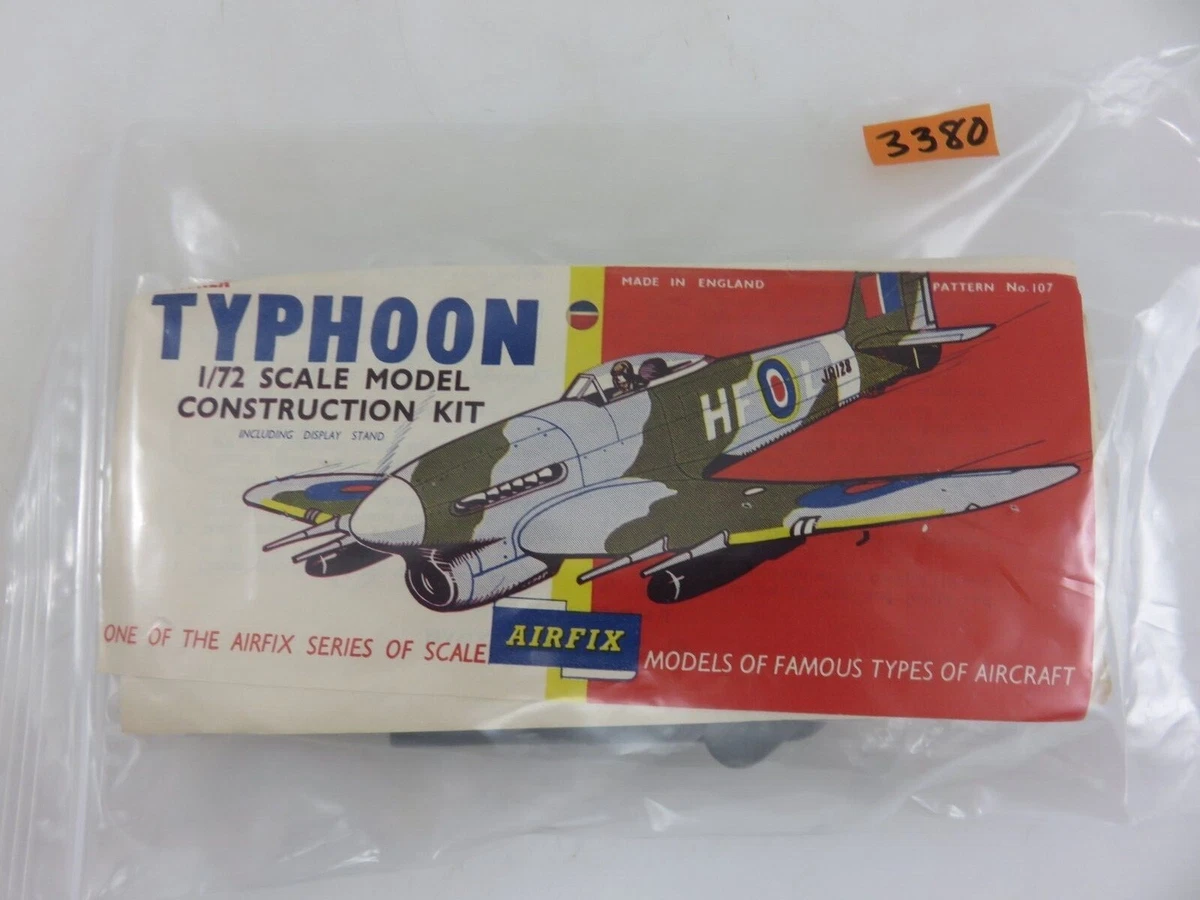 3380
TYPHOON
1/72 SCALE MODEL
CONSTRUCTION KIT
INCLUDING DISPLAY STAND
MADE IN ENGLAND
PATTERN No. 107
HF L
ONE OF THE AIRFIX SERIES OF SCALE
AIRFIX
MODELS OF FAMOUS TYPES OF AIRCRAFT